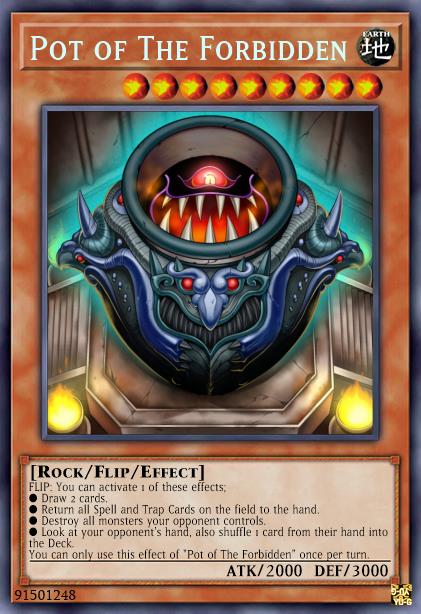 Pot of The Forbidden
EARTH
地
[Rock/Flip/Effect]
FLIP: You can activate 1 of these effects;
● Draw 2 cards.
● Return all Spell and Trap Cards on the field to the hand.
● Destroy all monsters your opponent controls.
● Look at your opponent's hand, also shuffle 1 card from their hand into
the Deck.
You can only use this effect of "Pot of The Forbidden" once per turn.
ATK/2000 DEF/3000
91501248